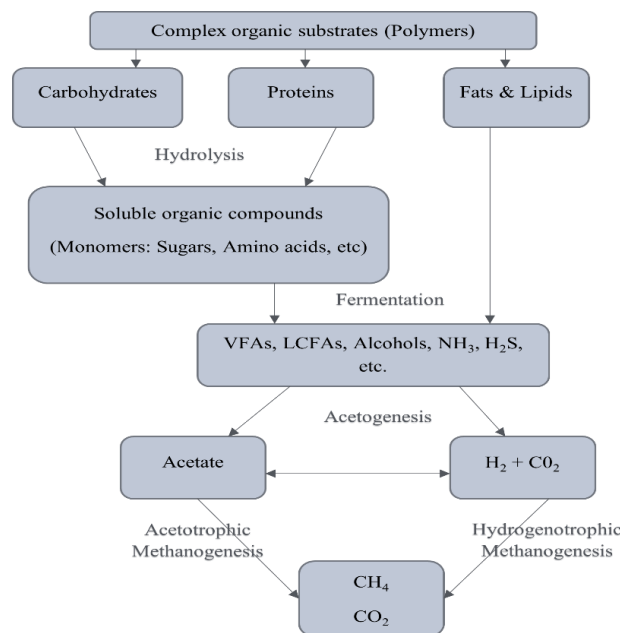 Complex organic substrates (Polymers)
Carbohydrates
Proteins
Fats & Lipids
Hydrolysis
Soluble organic compounds
(Monomers: Sugars, Amino acids, etc)
Fermentation
VFAs, LCFAs, Alcohols, NH₃, H₂S,
etc.
Acetogenesis
Acetate
H₂ + C0₂
Acetotrophic
Methanogenesis
Hydrogenotrophic
Methanogenesis
CH₄
CO₂